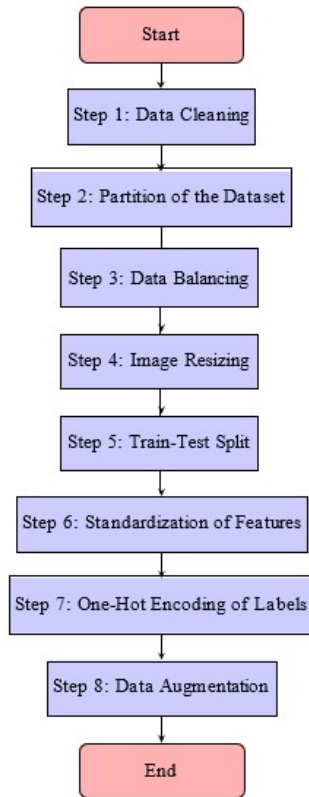 Start
Step 1: Data Cleaning
Step 2: Partition of the Dataset
Step 3: Data Balancing
Step 4: Image Resizing
Step 5: Train-Test Split
Step 6: Standardization of Features
Step 7: One-Hot Encoding of Labels
Step 8: Data Augmentation
End